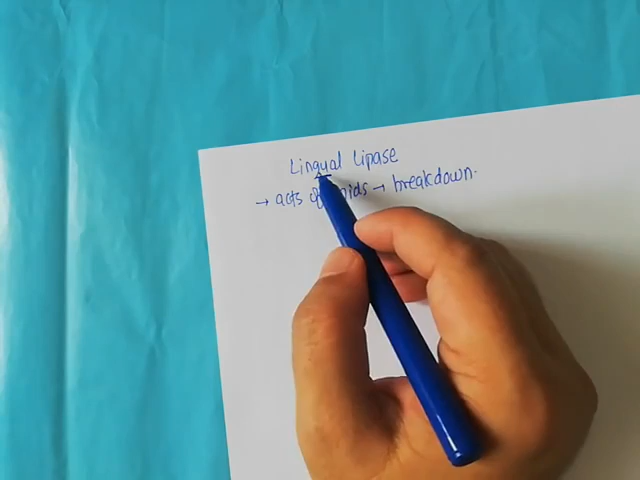 Lingual Lipase
→ acts → breakdown.